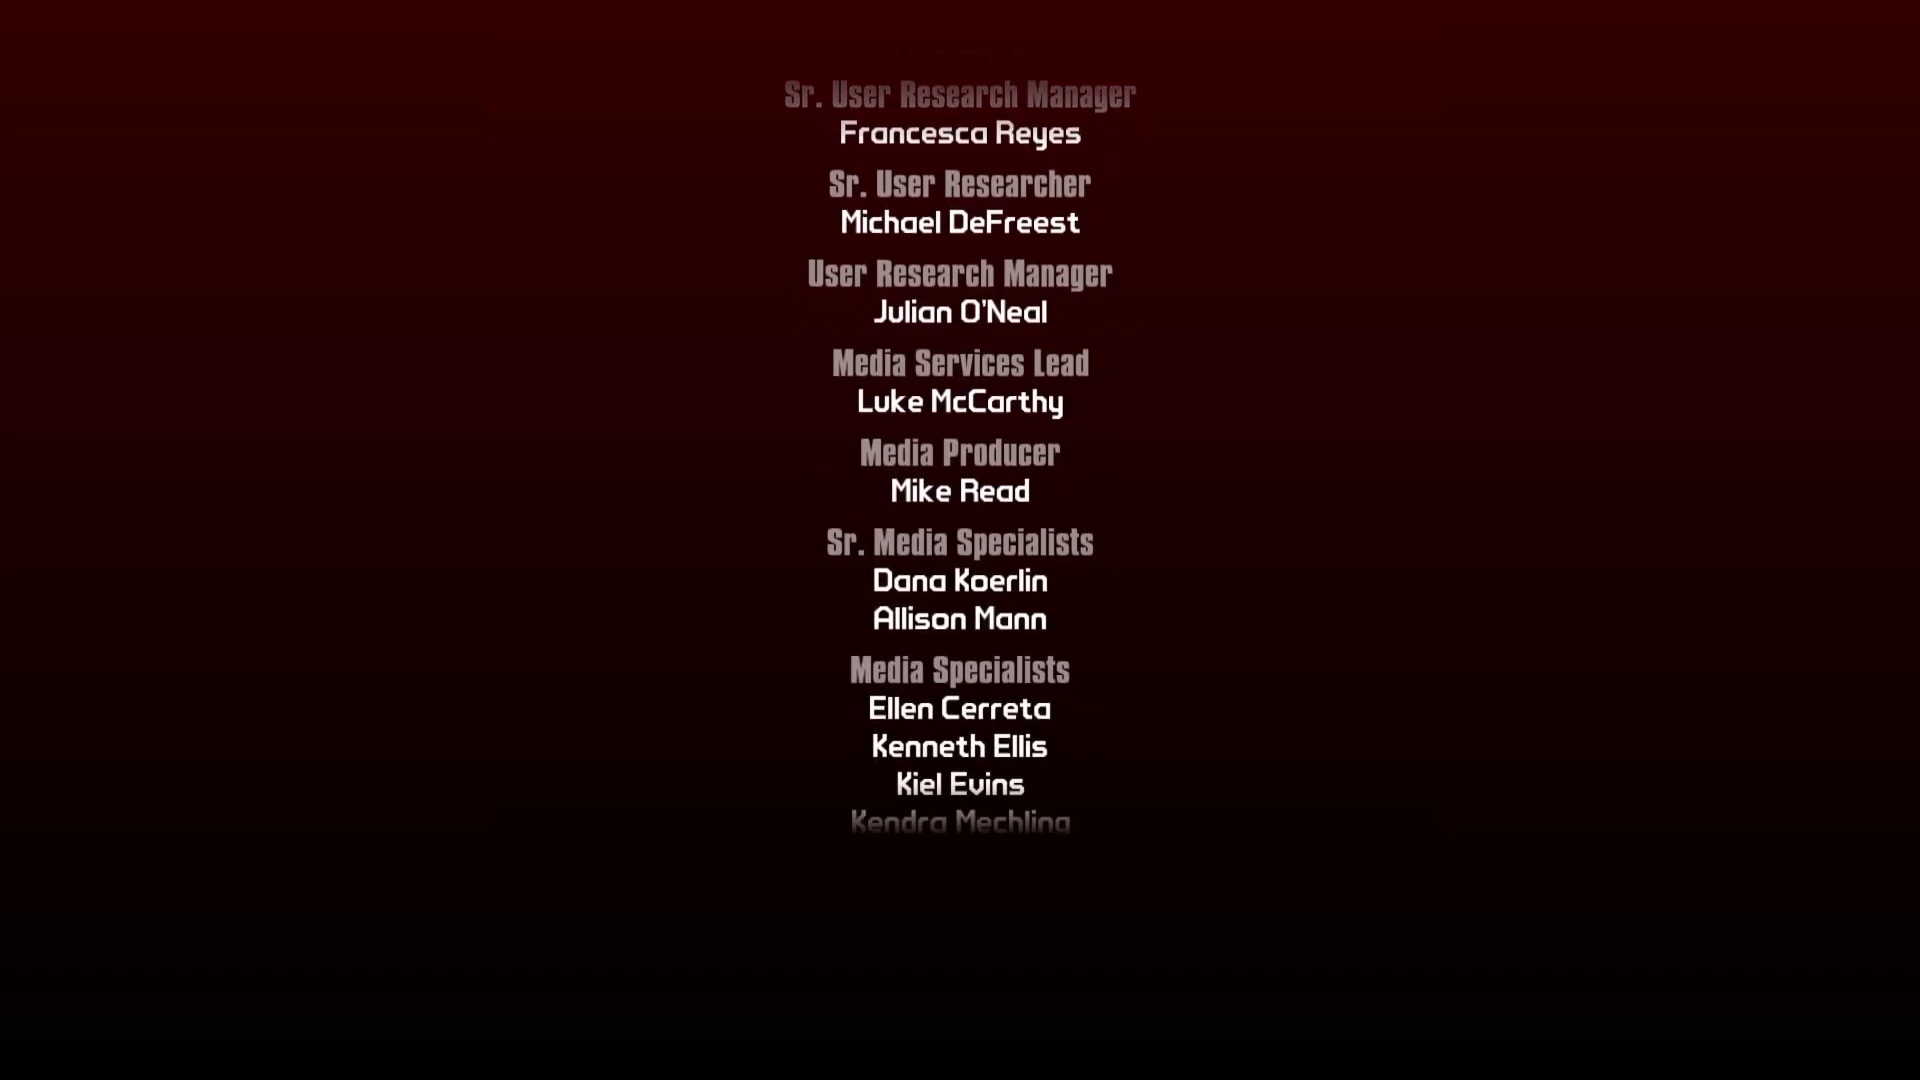 Sr. User Research Manager
Francesca Reyes
Sr. User Researcher
Michael DeFreest
User Research Manager
Julian O'Neal
Media Services Lead
Luke McCarthy
Media Producer
Mike Read
Sr. Media Specialists
Dana Koerlin
Allison Mann
Media Specialists
Ellen Cerreta
Kenneth Ellis
Kiel Evins
Kendra Mechling